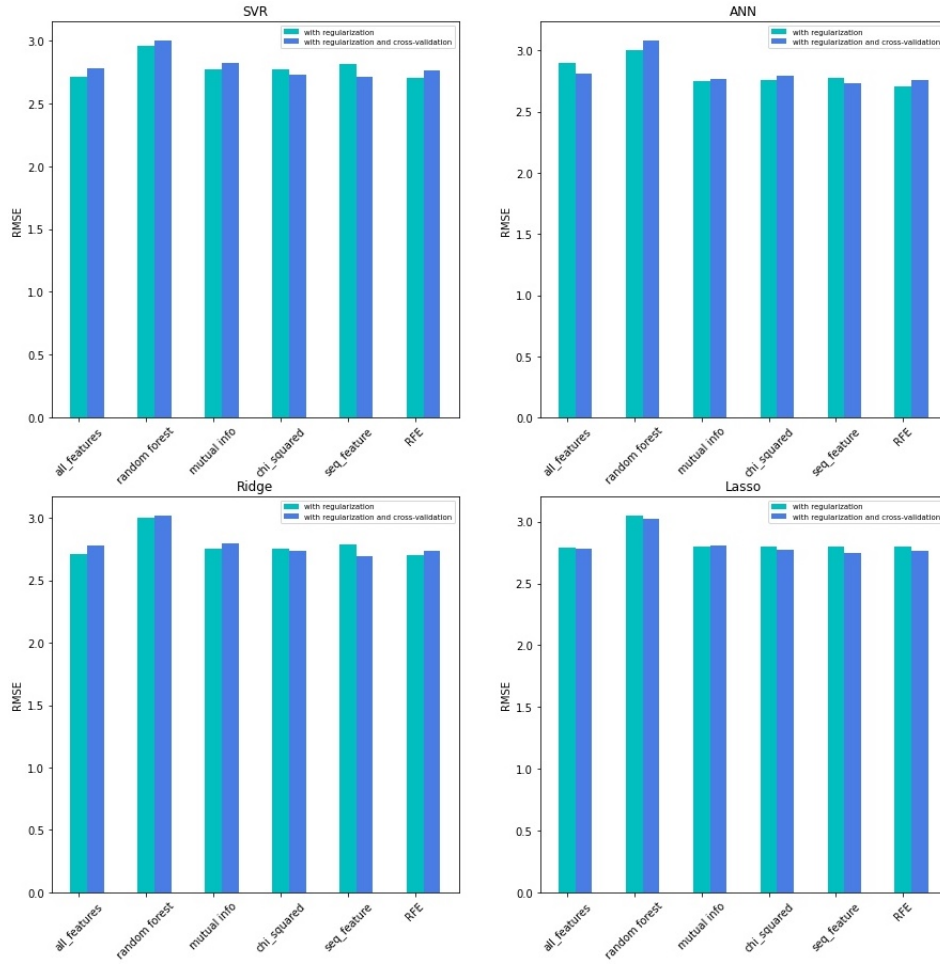 SVR
with regularization
with regularization and cross-validation
3.0
2.5
2.0
1.5
1.0
0.5
0.0
RMSE
all_features
random forest
mutual info
chi_squared
seq_feature
RFE
ANN
with regularization
with regularization and cross-validation
3.0
2.5
2.0
1.5
1.0
0.5
0.0
RMSE
all_features
random forest
mutual info
chi_squared
seq_feature
RFE
Ridge
with regularization
with regularization and cross-validation
3.0
2.5
2.0
1.5
1.0
0.5
0.0
RMSE
all_features
random forest
mutual info
chi_squared
seq_feature
RFE
Lasso
with regularization
with regularization and cross-validation
3.0
2.5
2.0
1.5
1.0
0.5
0.0
RMSE
all_features
random forest
mutual info
chi_squared
seq_feature
RFE